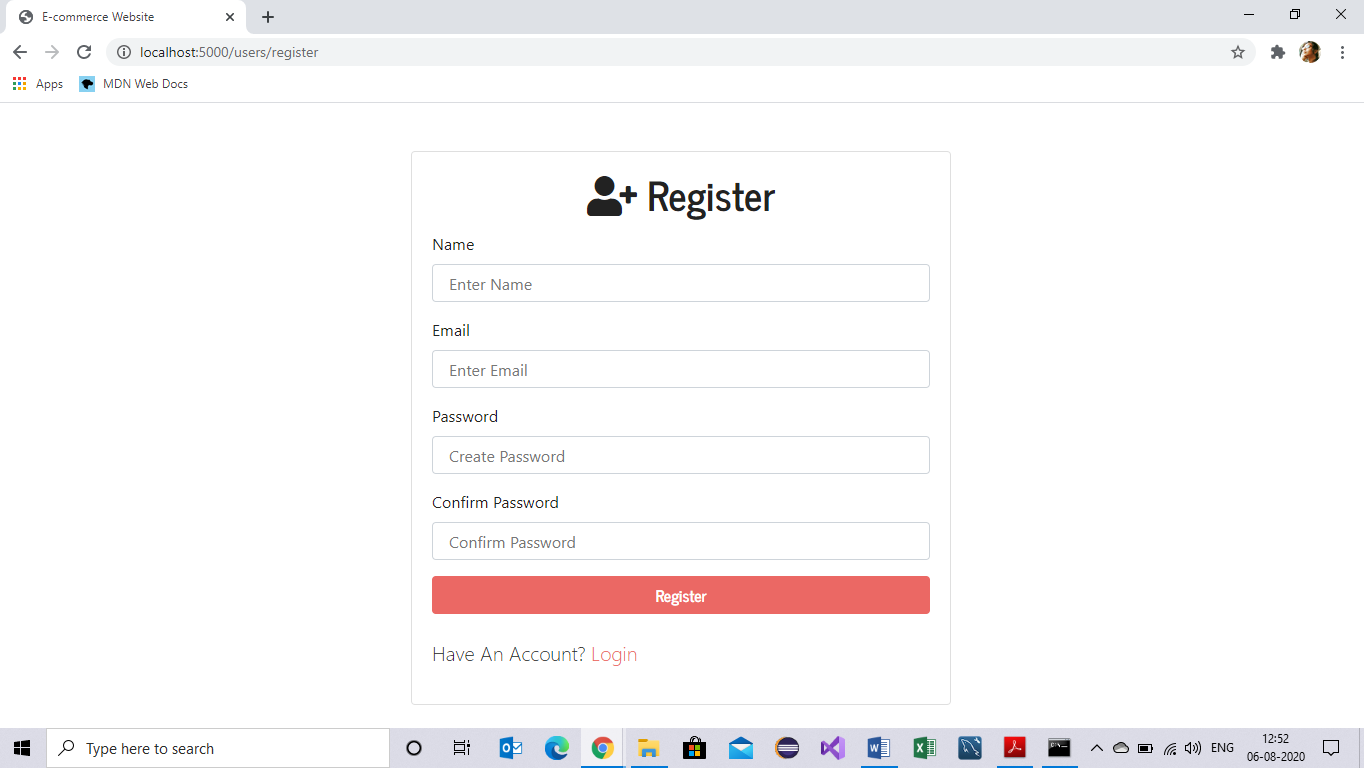 E-commerce Website
localhost:5000/users/register
Apps MDN Web Docs
Register
Name
Enter Name
Email
Enter Email
Password
Create Password
Confirm Password
Confirm Password
Register
Have An Account? Login
Type here to search
ENG
12:52
06-08-2020